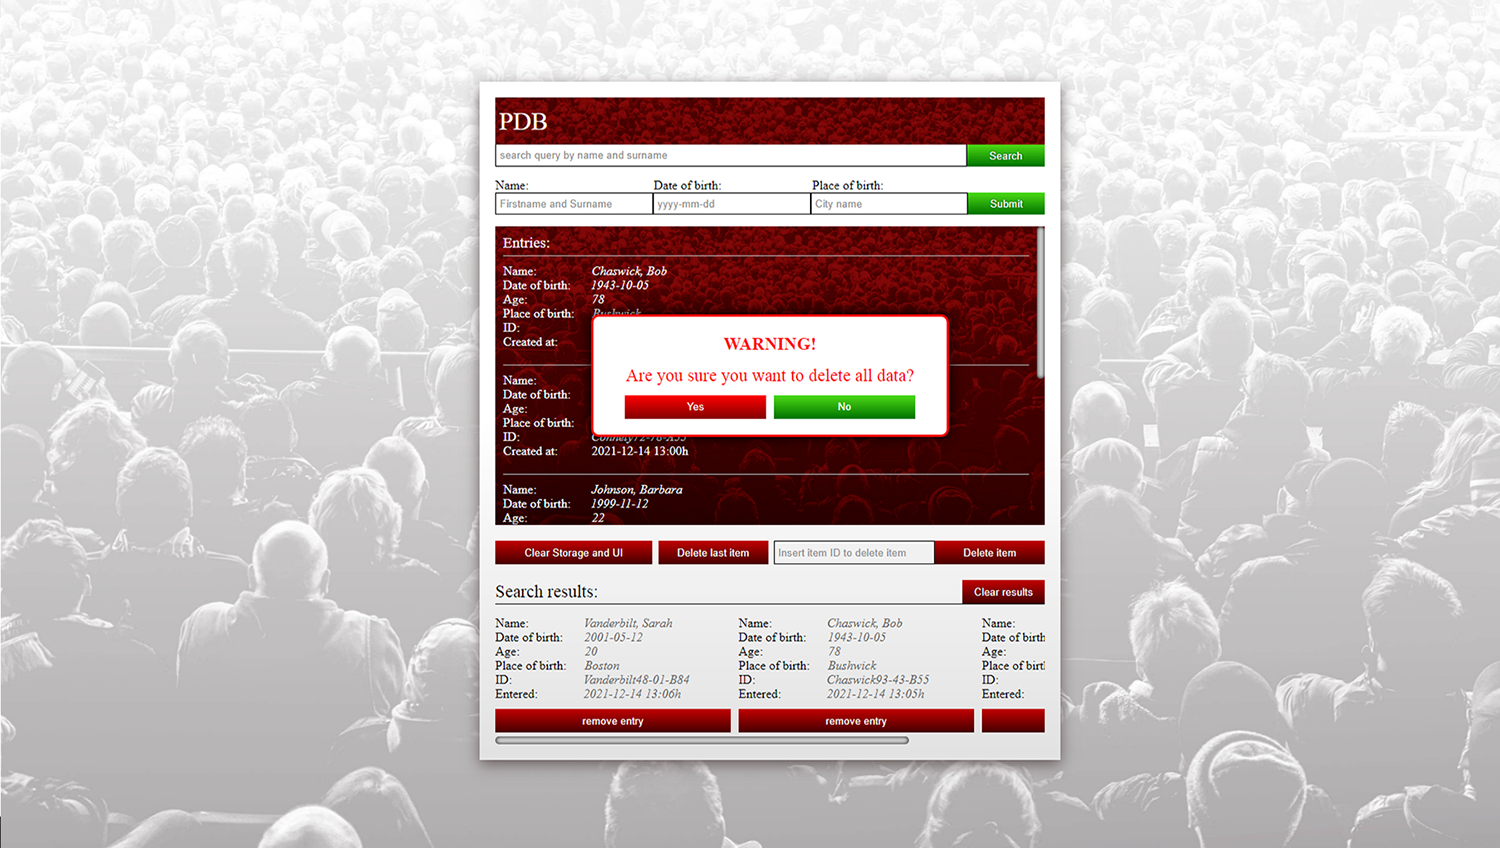 PDB
search query by name and surname
Search
Name: Date of birth: Place of birth:
Firstname and Surname yyyy-mm-dd City name Submit
Entries:
Name: Chaswick, Bob
Date of birth: 1943-10-05
Age: 78
Place of birth: Bushwick
ID:
Created at:
WARNING!
Are you sure you want to delete all data?
Yes No
Name:
Date of birth:
Age:
Place of birth:
ID:
Created at: 2021-12-14 13:00h
Name: Johnson, Barbara
Date of birth: 1999-11-12
Age: 22
Clear Storage and UI Delete last item Insert item ID to delete item Delete item
Search results: Clear results
Name: Vanderbilt, Sarah Name: Chaswick, Bob Name:
Date of birth: 2001-05-12 Date of birth: 1943-10-05 Date of birth
Age: 20 Age: 78 Age:
Place of birth: Boston Place of birth: Bushwick Place of birth
ID: Vanderbilt48-01-B84 ID: Chaswick93-43-B55 ID:
Entered: 2021-12-14 13:06h Entered: 2021-12-14 13:05h Entered:
remove entry remove entry